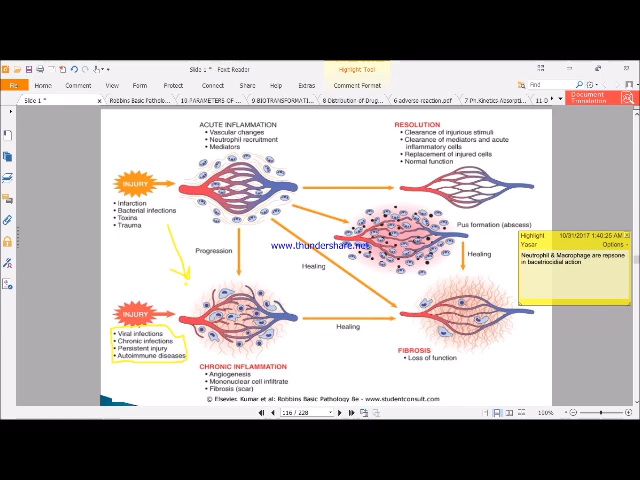 Slide 1 * - Foxit Reader
Highlight Tool
File
Home
Comment
View
Form
Protect
Connect
Share
Help
Extras
Comment Format
Find
Slide 1 *
Robbins Basic Patholo...
10-PARAMETERS OF ...
9-BIOTRANSFORMATI...
8 Distribution of Drug...
6 adverse reaction.pdf
7 Ph.Kinetics Absorpti...
11-D
Document
Translation
ACUTE INFLAMMATION
• Vascular changes
• Neutrophil recruitment
• Mediators
RESOLUTION
• Clearance of injurious stimuli
• Clearance of mediators and acute
inflammatory cells
• Replacement of injured cells
• Normal function
INJURY
• Infarction
• Bacterial infections
• Toxins
• Trauma
Pus formation (abscess)
www.thundershare.net
Progression
Healing
Healing
Highlight
10/31/2017 1:40:25 AM
Yasar
Options
Neutrophil & Macrophage are repsone
in bacetriocidial action
INJURY
• Viral infections
• Chronic infections
• Persistent injury
• Autoimmune diseases
Healing
FIBROSIS
• Loss of function
CHRONIC INFLAMMATION
• Angiogenesis
• Mononuclear cell infiltrate
• Fibrosis (scar)
© Elsevier. Kumar et al: Robbins Basic Pathology 8e - www.studentconsult.com
116 / 228
100%